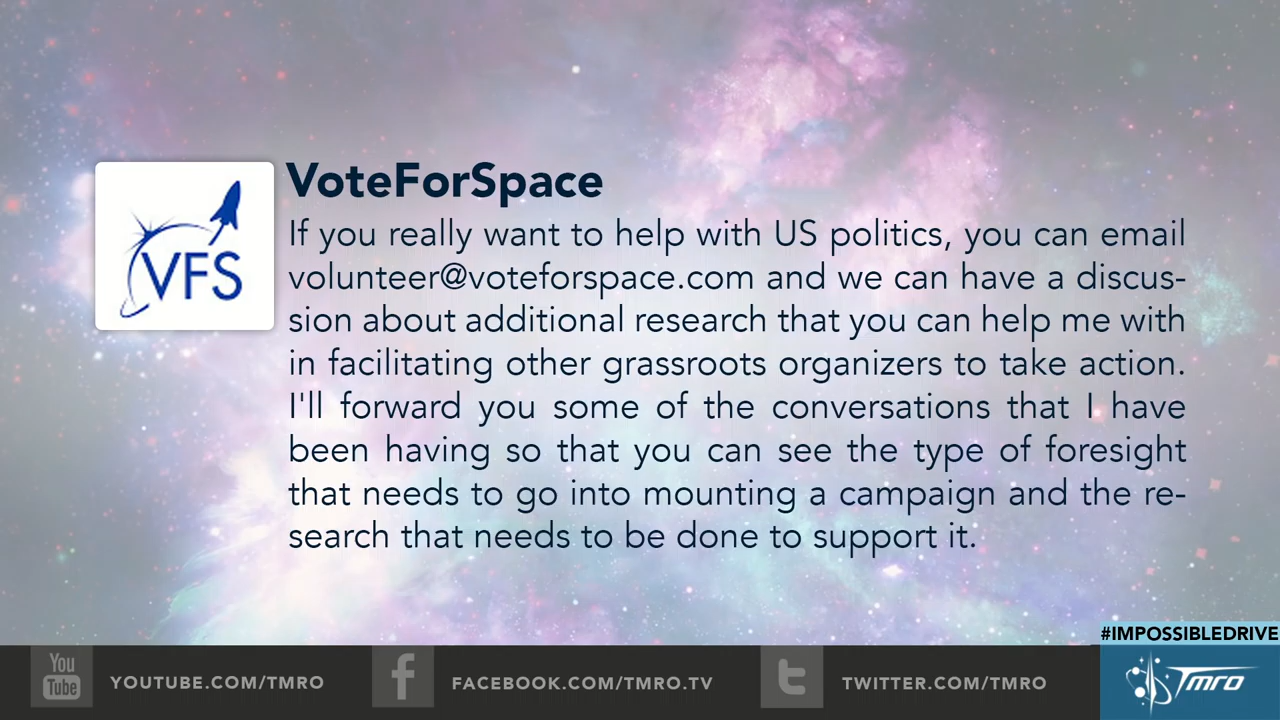 VoteForSpace
VFS
If you really want to help with US politics, you can email
volunteer@voteforspace.com and we can have a discus-
sion about additional research that you can help me with
in facilitating other grassroots organizers to take action.
I'll forward you some of the conversations that I have
been having so that you can see the type of foresight
that needs to go into mounting a campaign and the re-
search that needs to be done to support it.
#IMPOSSIBLEDRIVE
You
Tube
YOUTUBE.COM/TMRO
f
FACEBOOK.COM/TMRO.TV
t
TWITTER.COM/TMRO
Tmro